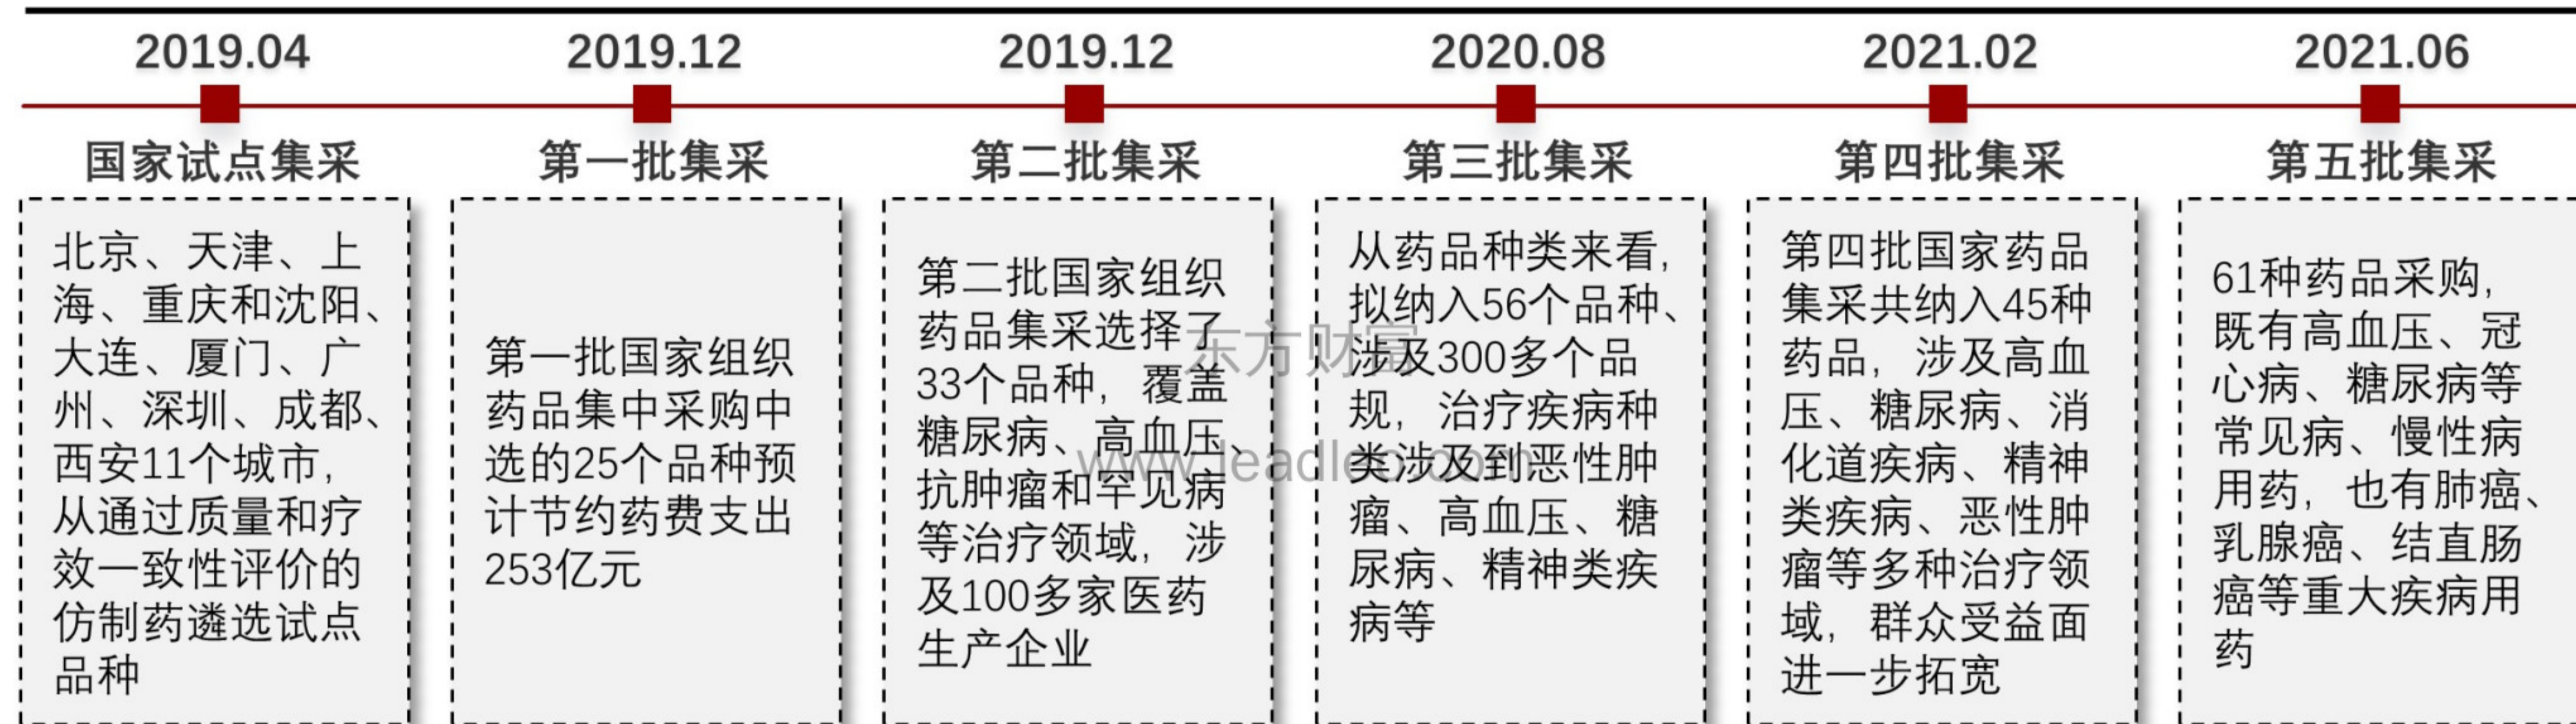 2019.04
国家试点集采
北京、天津、上
海、重庆和沈阳、
大连、厦门、广
州、深圳、成都、
西安11个城市，
从通过质量和疗
效一致性评价的
仿制药遴选试点
品种
2019.12
第一批集采
第一批国家组织
药品集中采购中
选的25个品种预
计节约药费支出
253亿元
2019.12
第二批集采
第二批国家组织
药品集采选择了
33个品种，覆盖
糖尿病、高血压、
抗肿瘤和罕见病
等治疗领域，涉
及100多家医药
生产企业
2020.08
第三批集采
从药品种类来看，
拟纳入56个品种、
涉及300多个品
规，治疗疾病种
类涉及到恶性肿
瘤、高血压、糖
尿病、精神类疾
病等
2021.02
第四批集采
第四批国家药品
集采共纳入45种
药品，涉及高血
压、糖尿病、消
化道疾病、精神
类疾病、恶性肿
瘤等多种治疗领
域，群众受益面
进一步拓宽
2021.06
第五批集采
61种药品采购，
既有高血压、冠
心病、糖尿病等
常见病、慢性病
用药，也有肺癌、
乳腺癌、结直肠
癌等重大疾病用
药
东方财富
www.leadleo.com